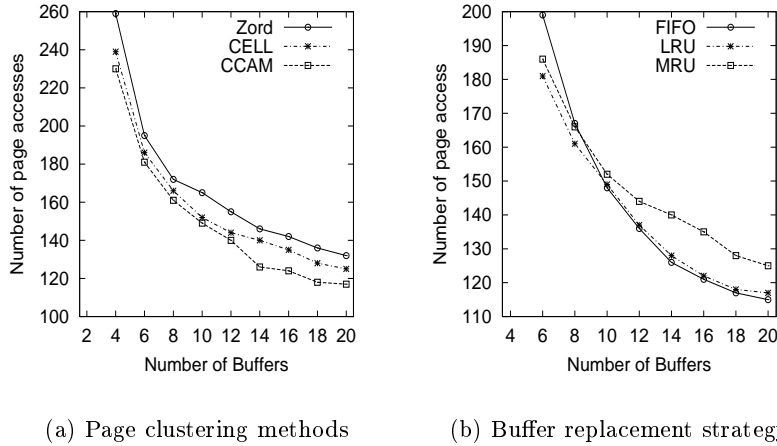 260
240
220
200
180
160
140
120
100
2 4 6 8 10 12 14 16 18 20
Number of page accesses
Number of Buffers
Zord
CELL
CCAM
(a) Page clustering methods
200
190
180
170
160
150
140
130
120
110
4 6 8 10 12 14 16 18 20
Number of page access
Number of Buffers
FIFO
LRU
MRU
(b) Buffer replacement strateg